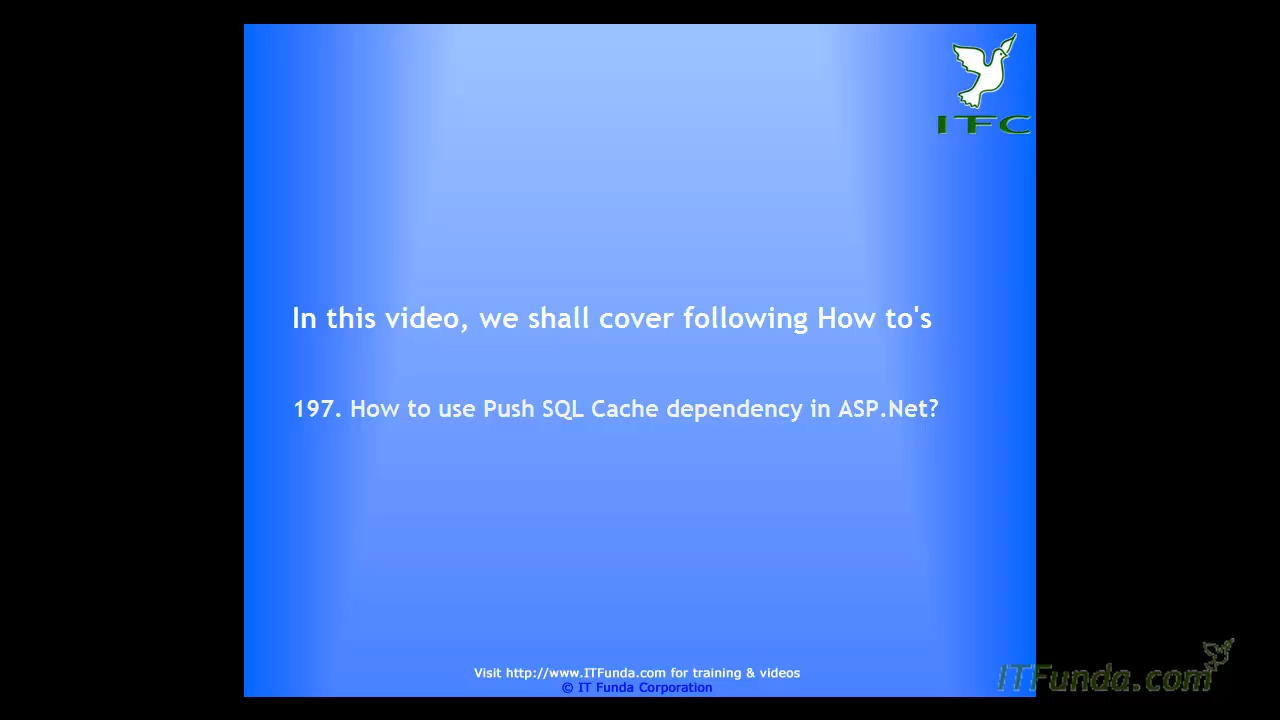 ITC
In this video, we shall cover following How to's
197. How to use Push SQL Cache dependency in ASP.Net?
Visit http://www.ITFunda.com for training & videos
© IT Funda Corporation
ITFunda.com